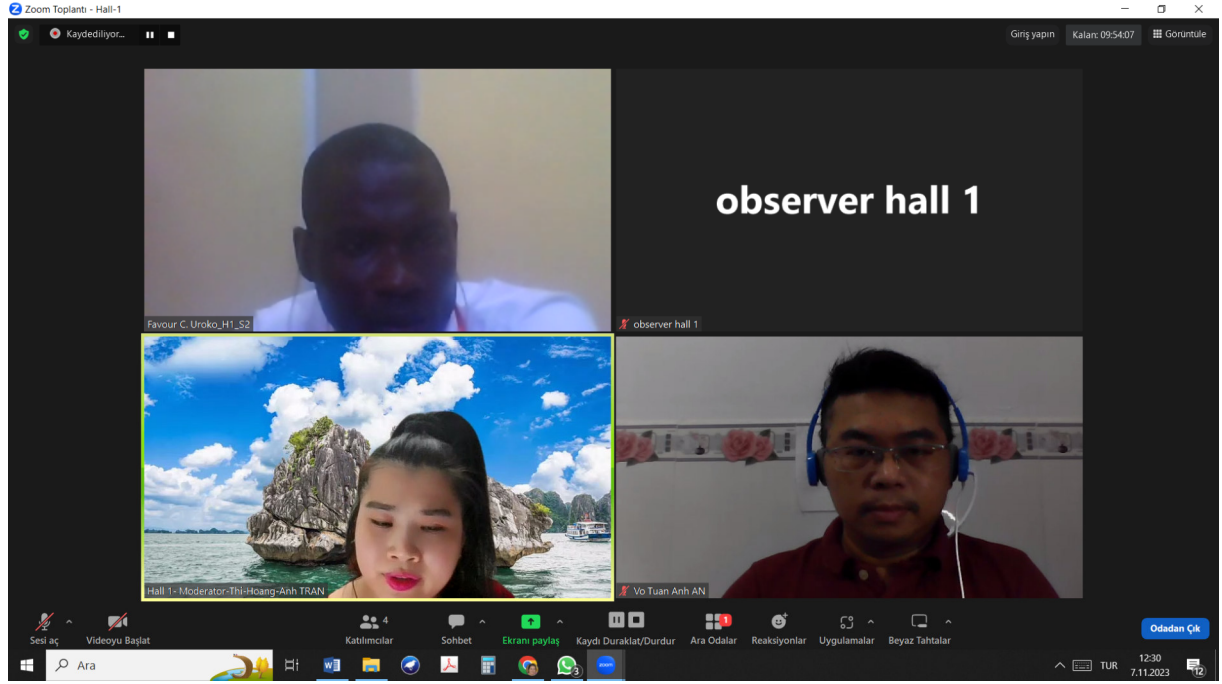 Zoom Toplantı - Hall-1
Kaydediliyor...
Giriş yapın
Kalan: 09:54:07
Görüntüle
observer hall 1
Favour C. Uroko_H1_S2
observer hall 1
Hall 1- Moderator-Thi-Hoang-Anh TRAN
Vo Tuan Anh AN
Sesi aç
Videoyu Başlat
4
Katılımcılar
Sohbet
Ekranı paylaş
Kaydı Duraklat/Durdur
1
Ara Odalar
Reaksiyonlar
Uygulamalar
Beyaz Tahtalar
Odadan Çık
Ara
3
zoom
TUR
12:30
7.11.2023
12